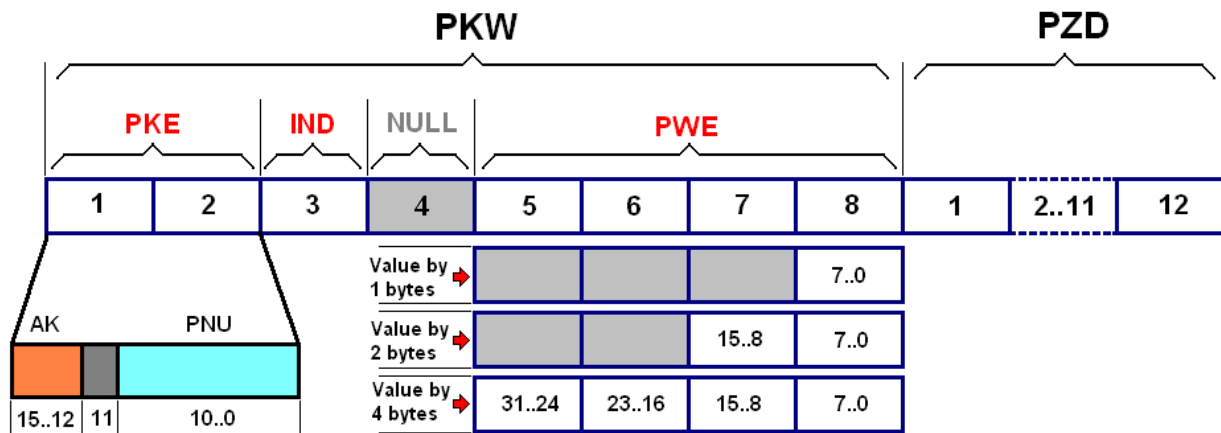 PKW PZD
PKE IND NULL PWE
1 2 3 4 5 6 7 8 1 2..11 12
Value by
1 bytes
7..0
AK PNU
Value by
2 bytes
15..8 7..0
15..12 11 10..0
Value by
4 bytes
31..24 23..16 15..8 7..0